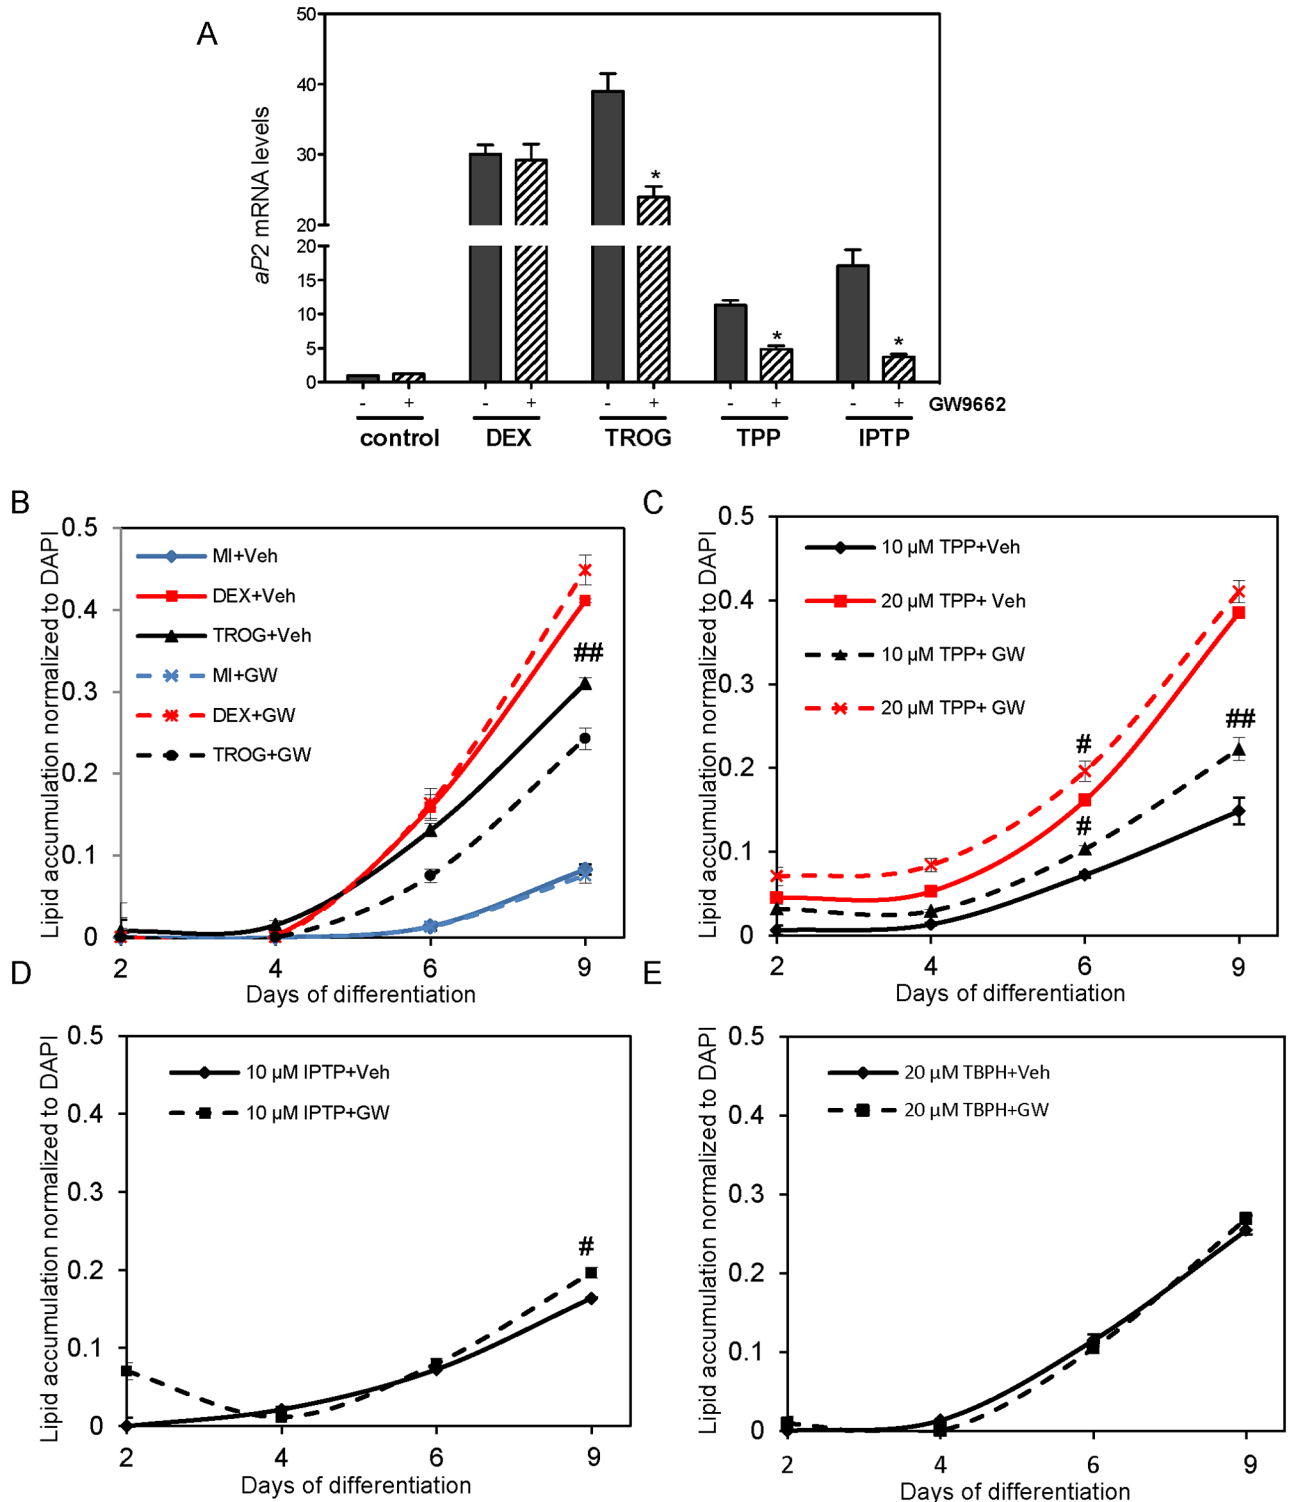 A
50
40
30
20
20
15
10
5
0
aP2 mRNA levels
*
*
*
- + - + - + - + - + GW9662
control DEX TROG TPP IPTP
B
Lipid accumulation normalized to DAPI
0.5
0.4
0.3
0.2
0.1
0
MI+Veh
DEX+Veh
TROG+Veh
MI+GW
DEX+GW
TROG+GW
##
2 4 6 9
Days of differentiation
C
Lipid accumulation normalized to DAPI
0.5
0.4
0.3
0.2
0.1
0
10 µM TPP+Veh
20 µM TPP+ Veh
10 µM TPP+ GW
20 µM TPP+ GW
#
#
##
2 4 6 9
Days of differentiation
D
Lipid accumulation normalized to DAPI
0.5
0.4
0.3
0.2
0.1
0
10 µM IPTP+Veh
10 µM IPTP+GW
#
2 4 6 9
Days of differentiation
E
Lipid accumulation normalized to DAPI
0.5
0.4
0.3
0.2
0.1
0
20 µM TBPH+Veh
20 µM TBPH+GW
2 4 6 9
Days of differentiation